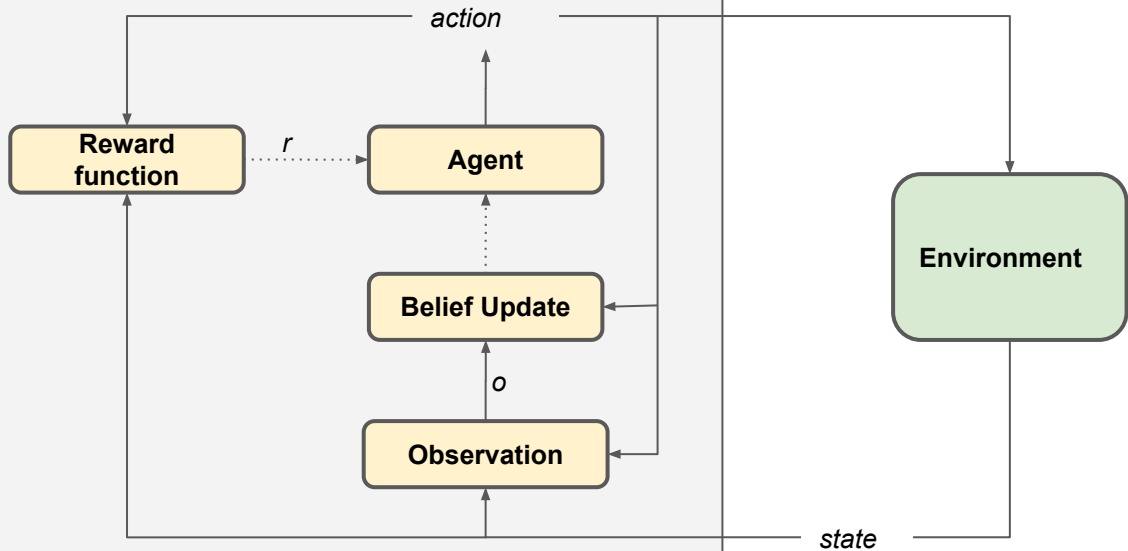 action
Reward
function
r
Agent
Environment
Belief Update
o
Observation
state